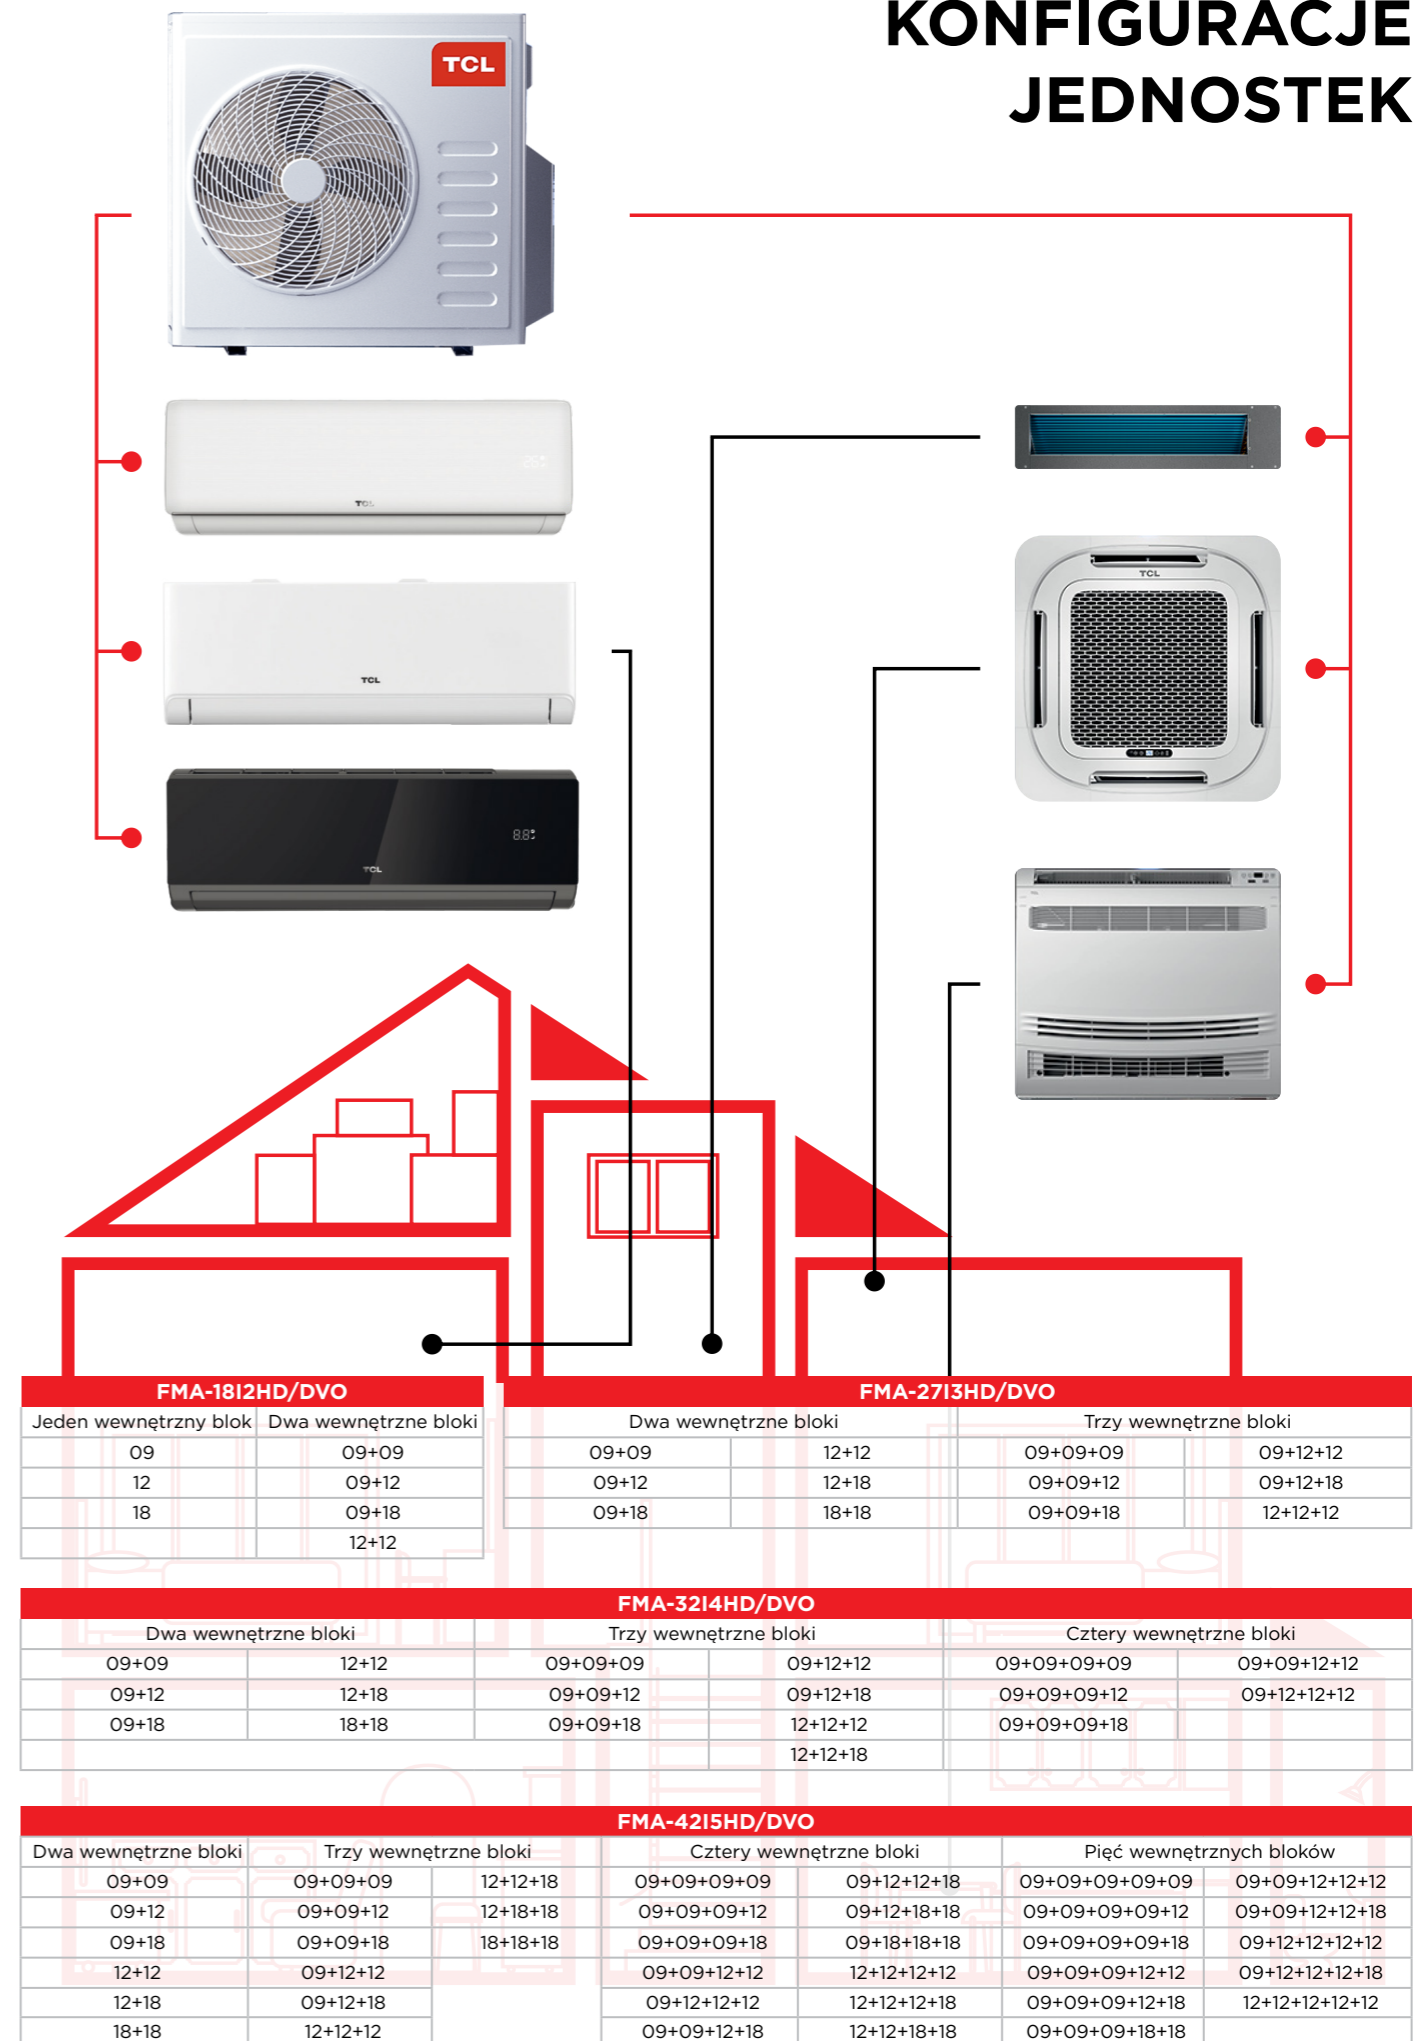 KONFIGURACJE
JEDNOSTEK
TCL
TCL
TCL
TCL
TCL
FMA-18I2HD/DVO
Jeden wewnętrzny blok Dwa wewnętrzne bloki
09 09+09
12 09+12
18 09+18
12+12
FMA-27I3HD/DVO
Dwa wewnętrzne bloki Trzy wewnętrzne bloki
09+09 12+12 09+09+09 09+12+12
09+12 12+18 09+09+12 09+12+18
09+18 18+18 09+09+18 12+12+12
FMA-32I4HD/DVO
Dwa wewnętrzne bloki Trzy wewnętrzne bloki Cztery wewnętrzne bloki
09+09 12+12 09+09+09 09+12+12 09+09+09+09 09+09+12+12
09+12 12+18 09+09+12 09+12+18 09+09+09+12 09+12+12+12
09+18 18+18 09+09+18 12+12+12 09+09+09+18
12+12+18
FMA-42I5HD/DVO
Dwa wewnętrzne bloki Trzy wewnętrzne bloki Cztery wewnętrzne bloki Pięć wewnętrznych bloków
09+09 09+09+09 12+12+18 09+09+09+09 09+12+12+18 09+09+09+09+09 09+09+12+12+12
09+12 09+09+12 12+18+18 09+09+09+12 09+12+18+18 09+09+09+09+12 09+09+12+12+18
09+18 09+09+18 18+18+18 09+09+09+18 09+18+18+18 09+09+09+09+18 09+12+12+12+12
12+12 09+12+12 09+09+12+12 12+12+12+12 09+09+09+12+12 09+12+12+12+18
12+18 09+12+18 09+12+12+12 12+12+12+18 09+09+09+12+18 12+12+12+12+12
18+18 12+12+12 09+09+12+18 12+12+18+18 09+09+09+18+18